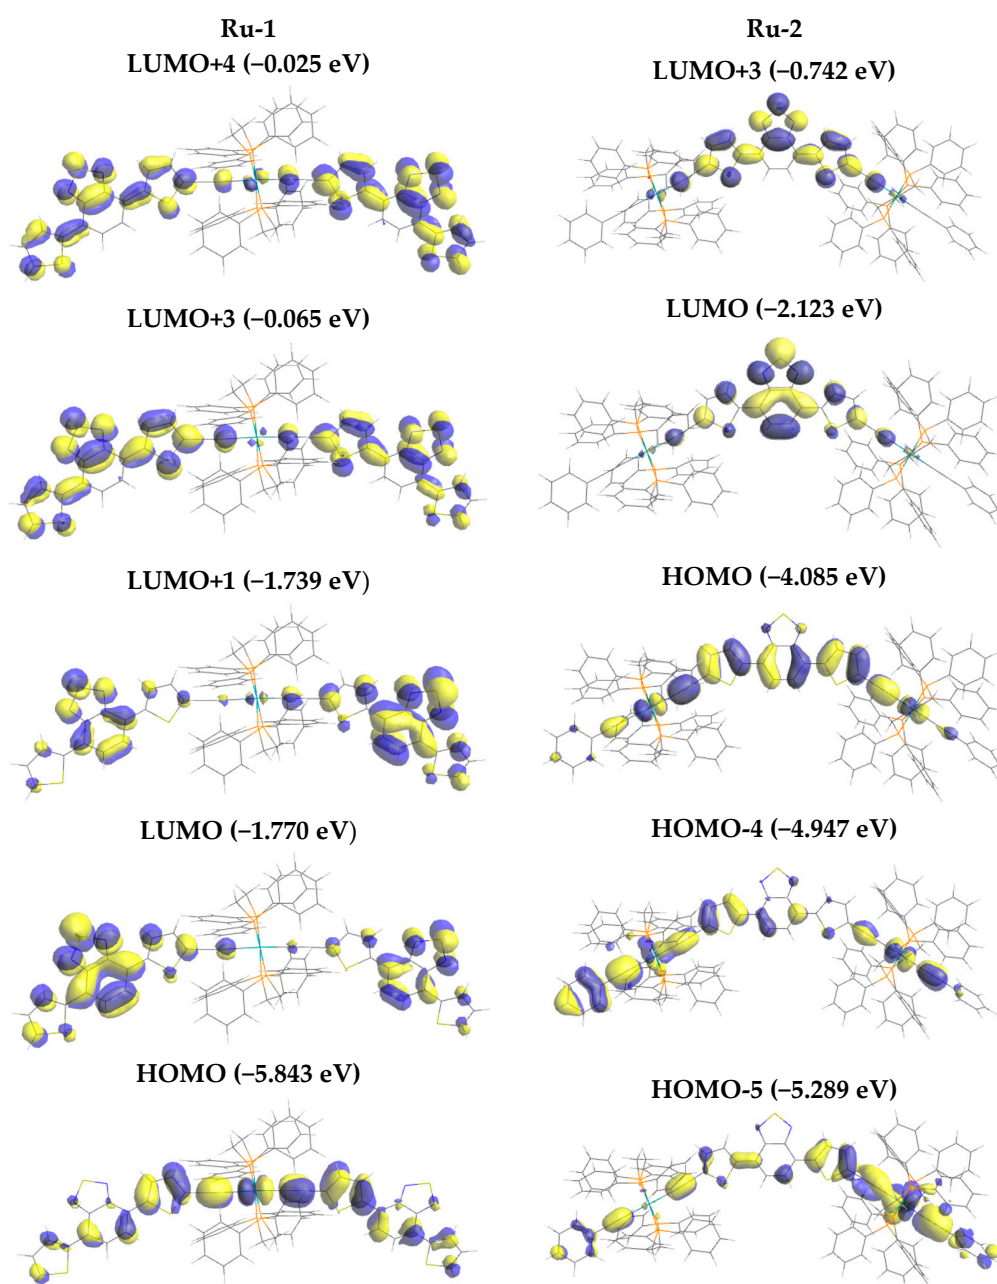 Ru-1
LUMO+4 (−0.025 eV)
LUMO+3 (−0.065 eV)
LUMO+1 (−1.739 eV)
LUMO (−1.770 eV)
HOMO (−5.843 eV)
Ru-2
LUMO+3 (−0.742 eV)
LUMO (−2.123 eV)
HOMO (−4.085 eV)
HOMO-4 (−4.947 eV)
HOMO-5 (−5.289 eV)